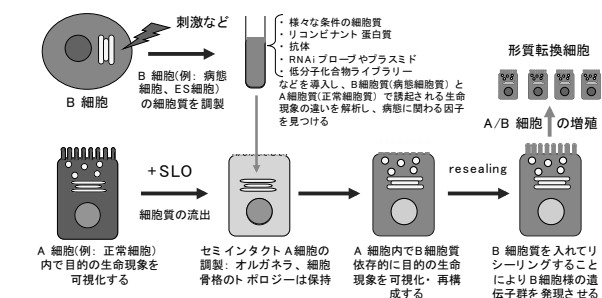 刺激など
B 細胞
B 細胞(例: 病態
細胞、ES細胞)
の細胞質を調製
・ 様々な条件の細胞質
・ リコンビナント蛋白質
・ 抗体
・ RNAi プローブやプラスミド
・ 低分子化合物ライブラリー
などを導入し、B細胞質(病態細胞質) と
A細胞質(正常細胞質) で誘起される生命
現象の違いを解析し、病態に関わる因子
を見つける
形質転換細胞
A/B 細胞 の増殖
+SLO
細胞質の流出
resealing
A 細胞(例: 正常細胞)
内で目的の生命現象を
可視化する
セミインタクトA細胞の
調製: オルガネラ、細胞
骨格のトポロジーは保持
A 細胞内でB細胞質
依存的に目的の生命
現象を可視化・再構
成する
B 細胞質を入れてリ
シーリングすること
によりB細胞様の遺
伝子群を発現させる